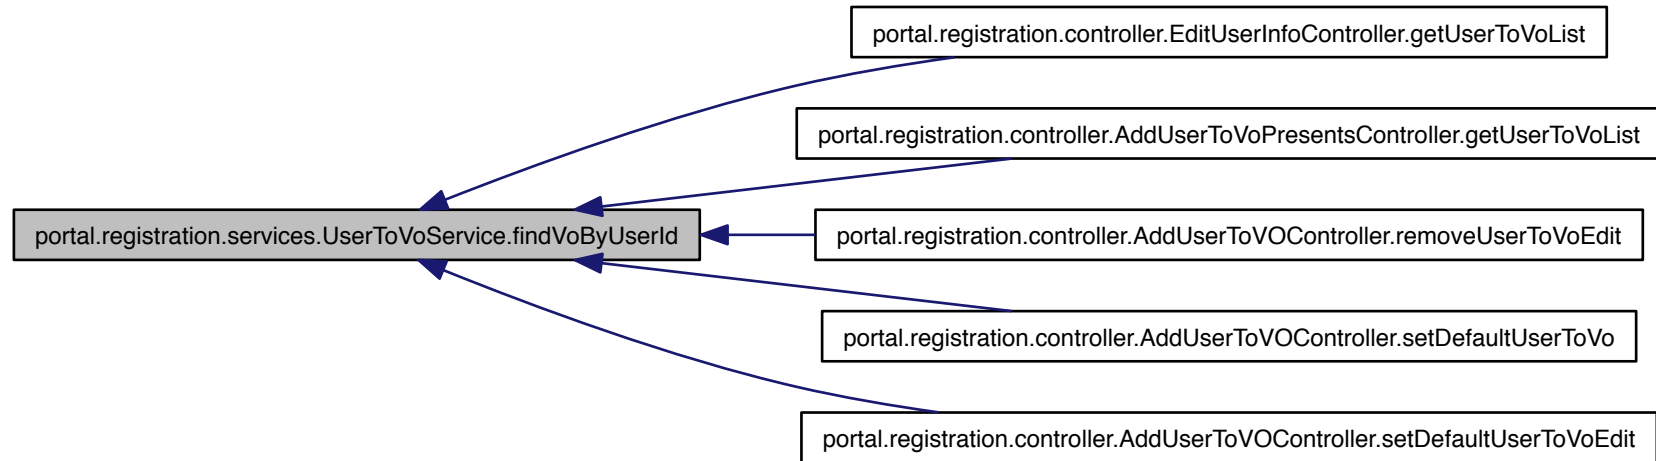 portal.registration.controller.EditUserInfoController.getUserToVoList
portal.registration.controller.AddUserToVoPresentsController.getUserToVoList
portal.registration.services.UserToVoService.findVoByUserId
portal.registration.controller.AddUserToVOController.removeUserToVoEdit
portal.registration.controller.AddUserToVOController.setDefaultUserToVo
portal.registration.controller.AddUserToVOController.setDefaultUserToVoEdit